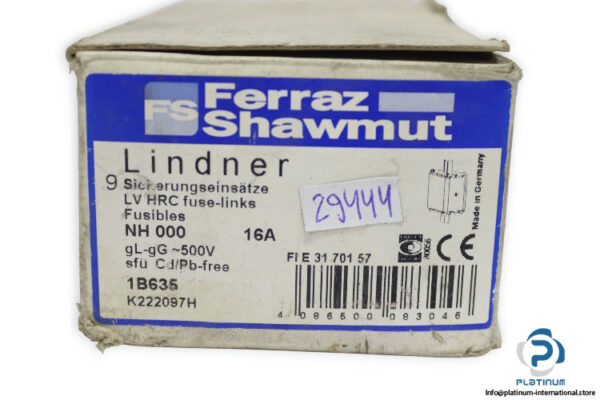 FS Ferraz
Shawmut
Lindner
9 Sicherungseinsätze
LV HRC fuse-links
Fusibles
NH 000 16A
gL-gG ~500V
sfü Cd/Pb-free
1B635
K222097H
29444
FI E 31 701 57
Made in Germany
4 086500 083046
CE
PLATINUM
Info@platinum-international.store